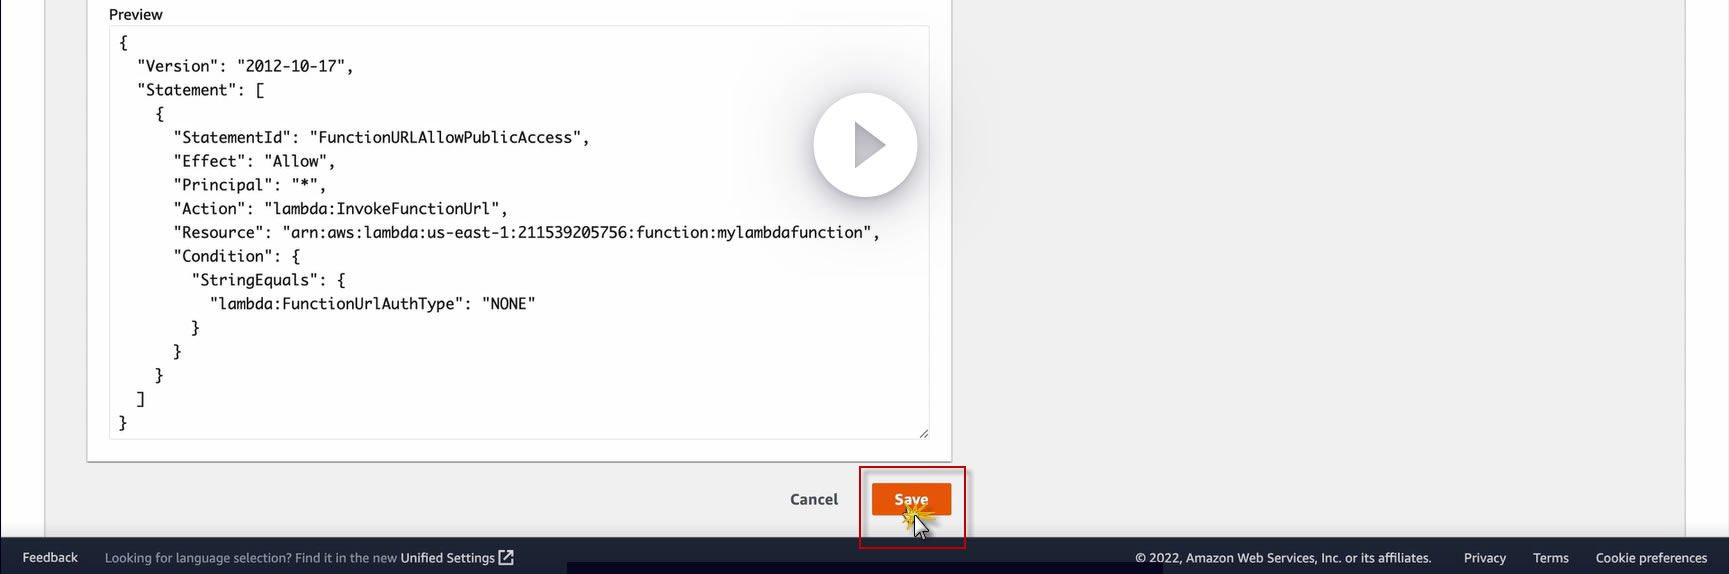 Preview
{
  "Version": "2012-10-17",
  "Statement": [
    {
      "StatementId": "FunctionURLAllowPublicAccess",
      "Effect": "Allow",
      "Principal": "*",
      "Action": "lambda:InvokeFunctionUrl",
      "Resource": "arn:aws:lambda:us-east-1:211539205756:function:mylambdafunction",
      "Condition": {
        "StringEquals": {
          "lambda:FunctionUrlAuthType": "NONE"
        }
      }
    }
  ]
}
Cancel Save
Feedback Looking for language selection? Find it in the new Unified Settings © 2022, Amazon Web Services, Inc. or its affiliates. Privacy Terms Cookie preferences